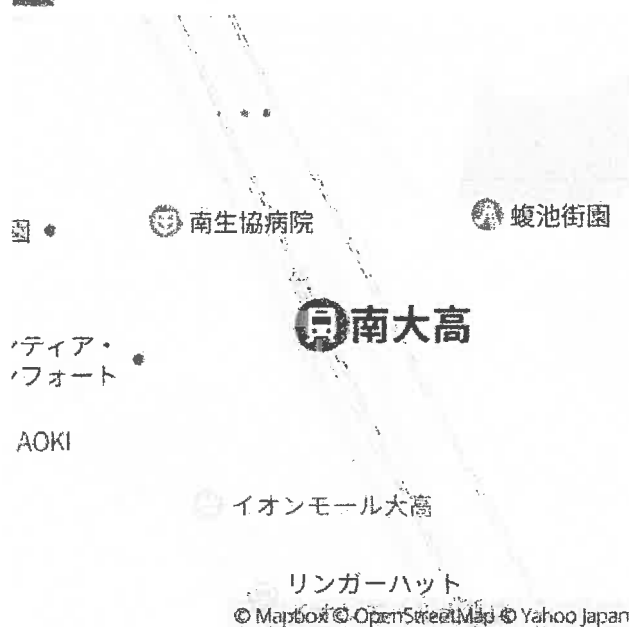 南生協病院
蝮池街園
園
南大高
ティア・
フォート
AOKI
イオンモール大高
リンガーハット
© Mapbox © OpenStreetMap © Yahoo Japan